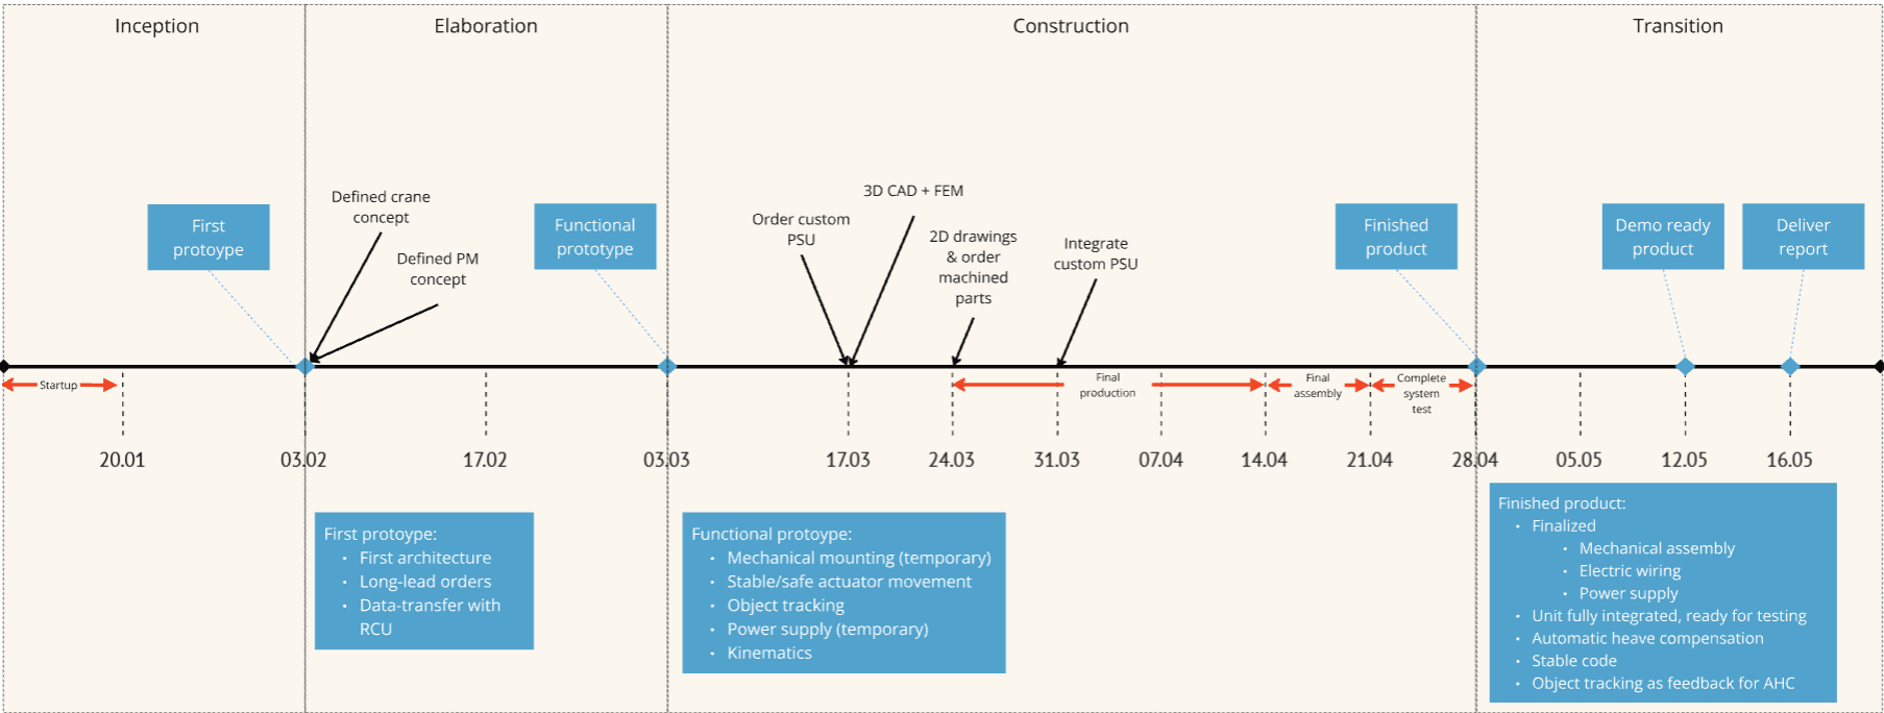 Inception
Elaboration
Construction
Transition
First
protoype
Defined crane
concept
Defined PM
concept
Functional
prototype
Order custom
PSU
3D CAD + FEM
2D drawings
& order
machined
parts
Integrate
custom PSU
Finished
product
Demo ready
product
Deliver
report
Startup
Final
production
Final
assembly
Complete
system
test
20.01
03.02
17.02
03.03
17.03
24.03
31.03
07.04
14.04
21.04
28.04
05.05
12.05
16.05
First protoype:
• First architecture
• Long-lead orders
• Data-transfer with
RCU
Functional protoype:
• Mechanical mounting (temporary)
• Stable/safe actuator movement
• Object tracking
• Power supply (temporary)
• Kinematics
Finished product:
• Finalized
• Mechanical assembly
• Electric wiring
• Power supply
• Unit fully integrated, ready for testing
• Automatic heave compensation
• Stable code
• Object tracking as feedback for AHC